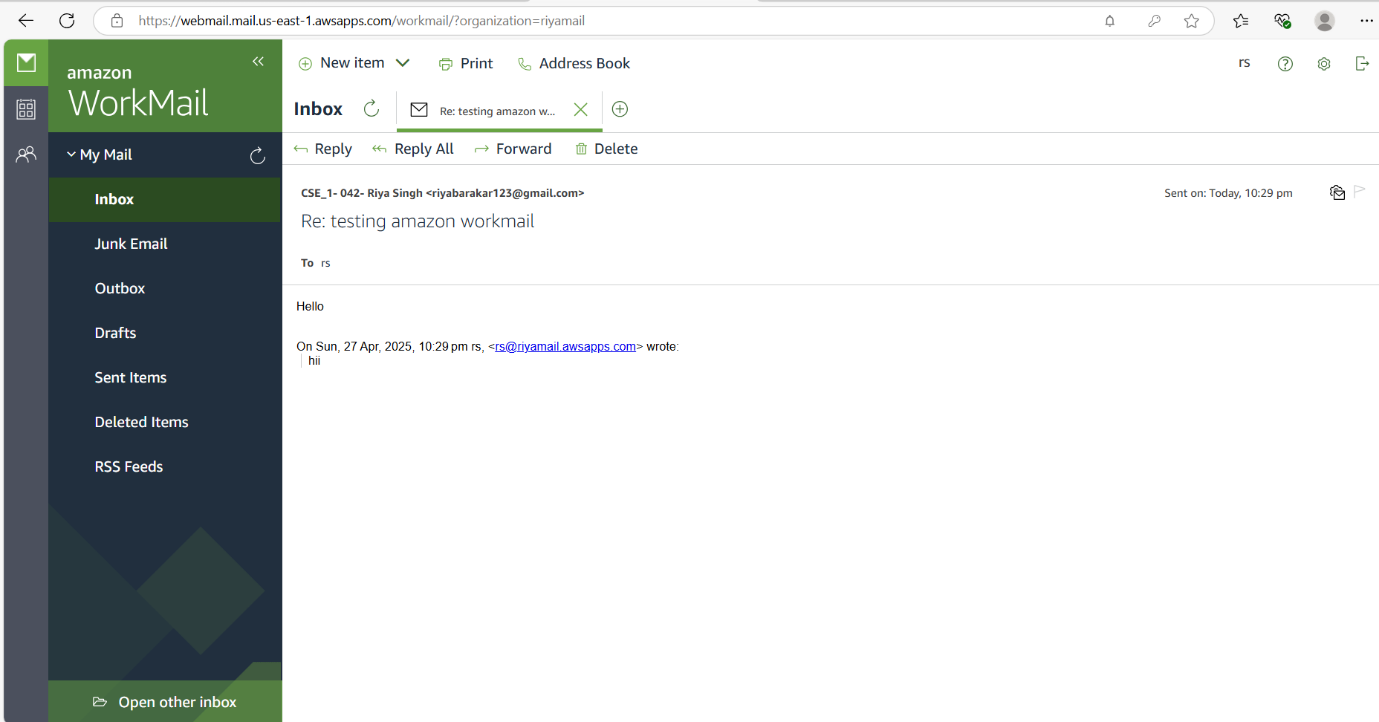 https://webmail.mail.us-east-1.awsapps.com/workmail/?organization=riyamail
amazon
WorkMail
New item Print Address Book rs
Inbox Re: testing amazon w...
My Mail
Reply Reply All Forward Delete
Inbox
Junk Email
Outbox
Drafts
Sent Items
Deleted Items
RSS Feeds
Open other inbox
CSE_1- 042- Riya Singh <riyabarakar123@gmail.com> Sent on: Today, 10:29 pm
Re: testing amazon workmail
To rs
Hello
On Sun, 27 Apr, 2025, 10:29 pm rs, <rs@riyamail.awsapps.com> wrote:
hii